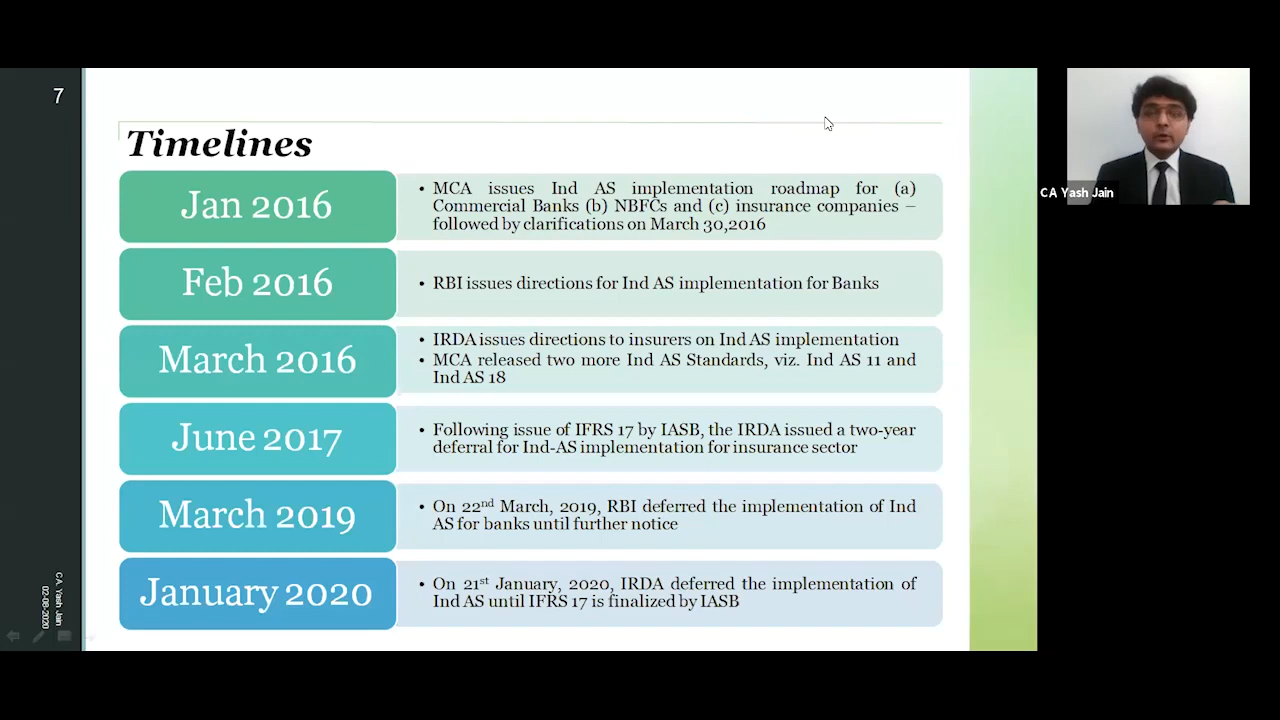 7
Timelines
Jan 2016
• MCA issues Ind AS implementation roadmap for (a)
Commercial Banks (b) NBFCs and (c) insurance companies –
followed by clarifications on March 30,2016
Feb 2016
• RBI issues directions for Ind AS implementation for Banks
March 2016
• IRDA issues directions to insurers on Ind AS implementation
• MCA released two more Ind AS Standards, viz. Ind AS 11 and
Ind AS 18
June 2017
• Following issue of IFRS 17 by IASB, the IRDA issued a two-year
deferral for Ind-AS implementation for insurance sector
March 2019
• On 22nd March, 2019, RBI deferred the implementation of Ind
AS for banks until further notice
January 2020
• On 21st January, 2020, IRDA deferred the implementation of
Ind AS until IFRS 17 is finalized by IASB
CA Yash Jain
02-08-2020
CA Yash Jain